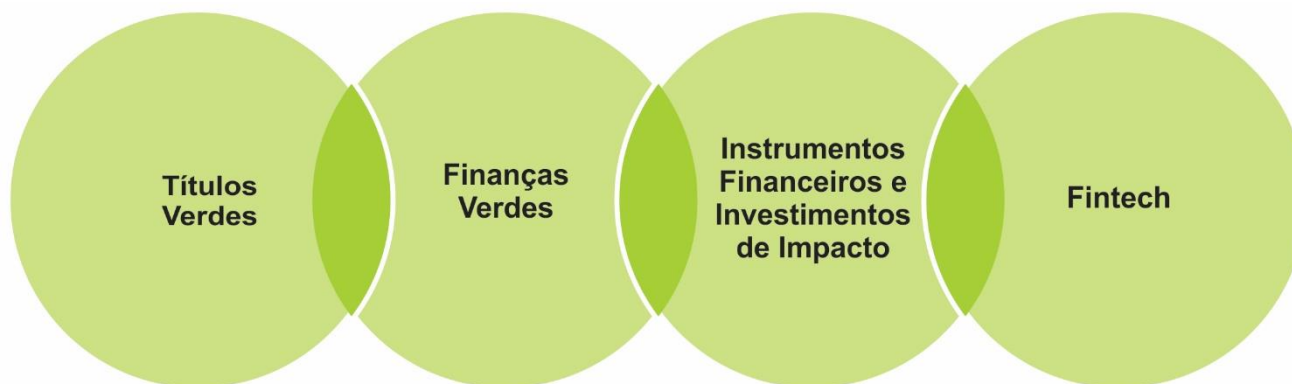 Títulos
Verdes
Finanças
Verdes
Instrumentos
Financeiros e
Investimentos
de Impacto
Fintech